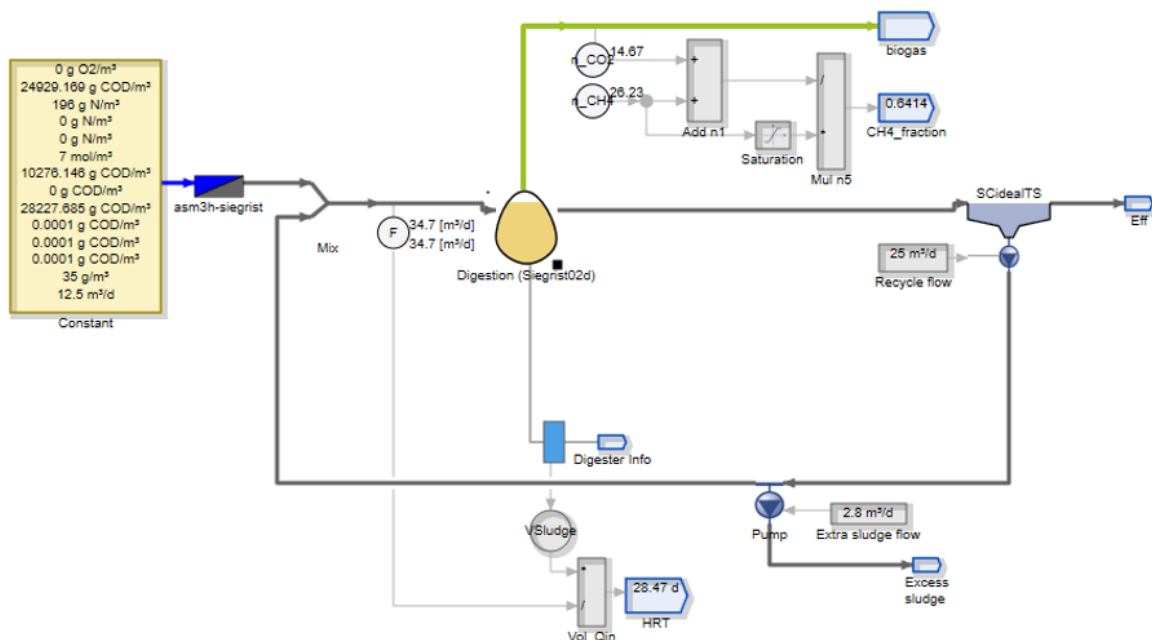 0 g O2/m³
24929.169 g COD/m³
196 g N/m³
0 g N/m³
0 g N/m³
7 mol/m³
10276.146 g COD/m³
0 g COD/m³
28227.685 g COD/m³
0.0001 g COD/m³
0.0001 g COD/m³
0.0001 g COD/m³
35 g/m³
12.5 m³/d
Constant
asm3h-siegrist
Mix
F
34.7 [m³/d]
34.7 [m³/d]
Digestion (Siegrist02d)
n_CO2
14.67
n_CH4
26.23
+
+
Add n1
Saturation
/
*
Mul n5
biogas
0.6414
CH4_fraction
SCidealTS
Eff
25 m³/d
Recycle flow
Digester Info
VSludge
*
/
Vol_Qin
28.47 d
HRT
Pump
2.8 m³/d
Extra sludge flow
Excess
sludge